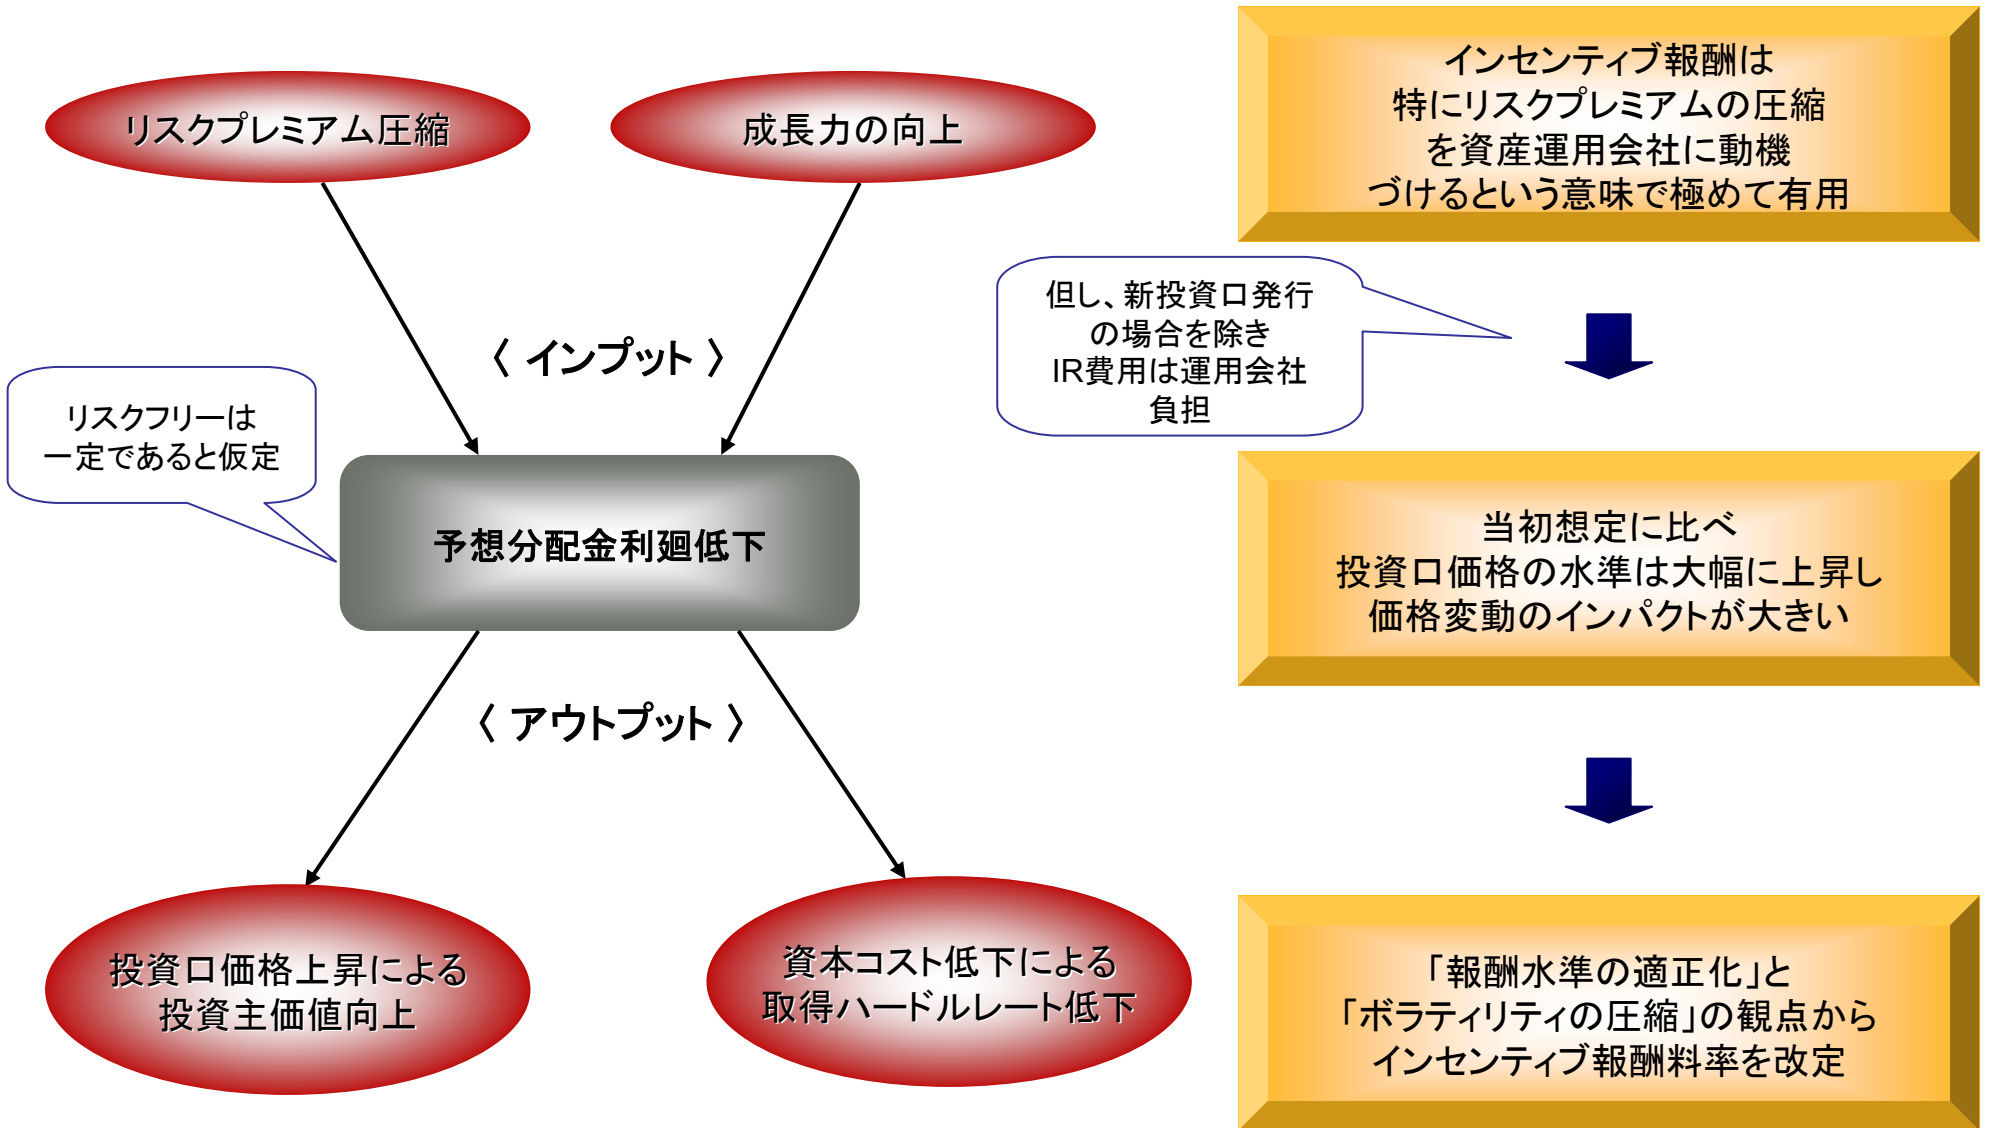 リスクプレミアム圧縮
成長力の向上
〈 インプット 〉
リスクフリーは
一定であると仮定
予想分配金利廻低下
〈 アウトプット 〉
投資口価格上昇による
投資主価値向上
資本コスト低下による
取得ハードルレート低下
インセンティブ報酬は
特にリスクプレミアムの圧縮
を資産運用会社に動機
づけるという意味で極めて有用
但し、新投資口発行
の場合を除き
IR費用は運用会社
負担
当初想定に比べ
投資口価格の水準は大幅に上昇し
価格変動のインパクトが大きい
「報酬水準の適正化」と
「ボラティリティの圧縮」の観点から
インセンティブ報酬料率を改定